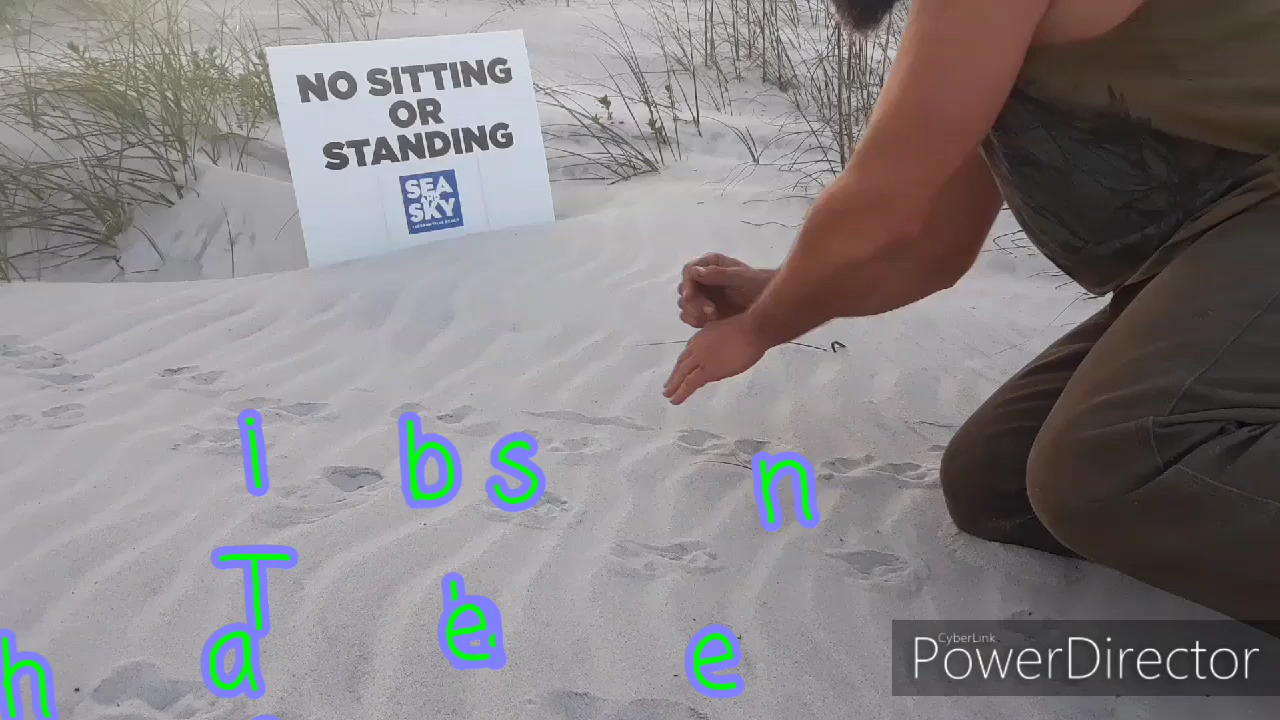 NO SITTING
OR
STANDING
SEA
AND
SKY
i b s n
T
h a e e
CyberLink
PowerDirector